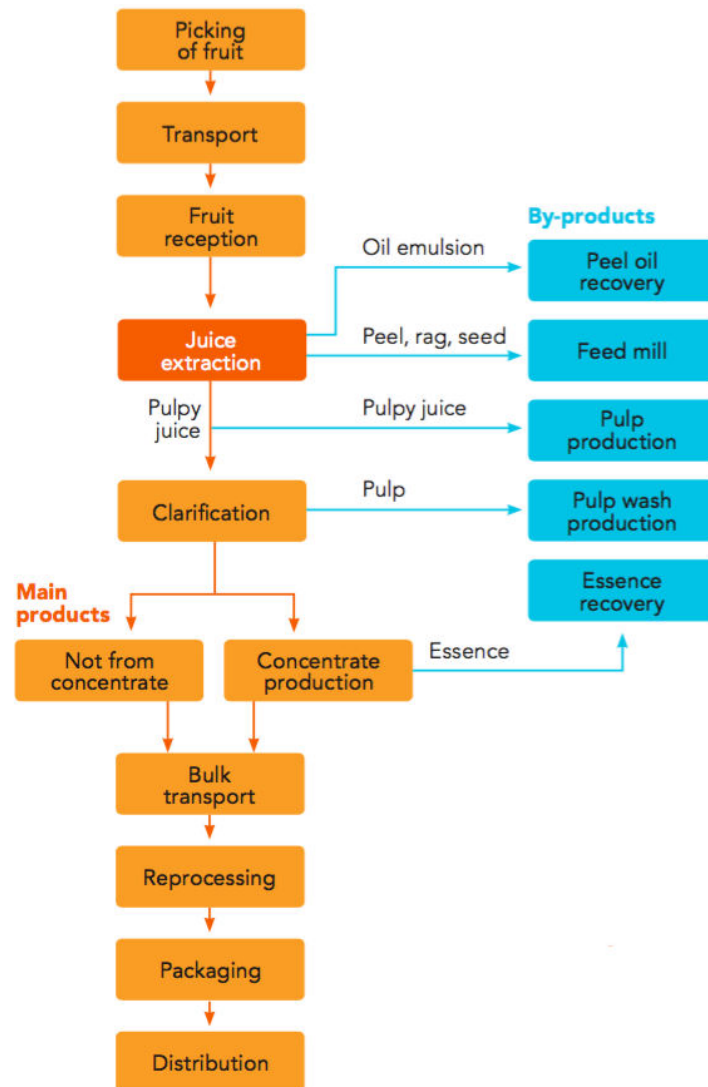 Picking
of fruit
Transport
Fruit
reception
By-products
Oil emulsion
Peel oil
recovery
Juice
extraction
Peel, rag, seed
Feed mill
Pulpy
juice
Pulpy juice
Pulp
production
Clarification
Pulp
Pulp wash
production
Essence
recovery
Main
products
Not from
concentrate
Concentrate
production
Essence
Bulk
transport
Reprocessing
Packaging
Distribution